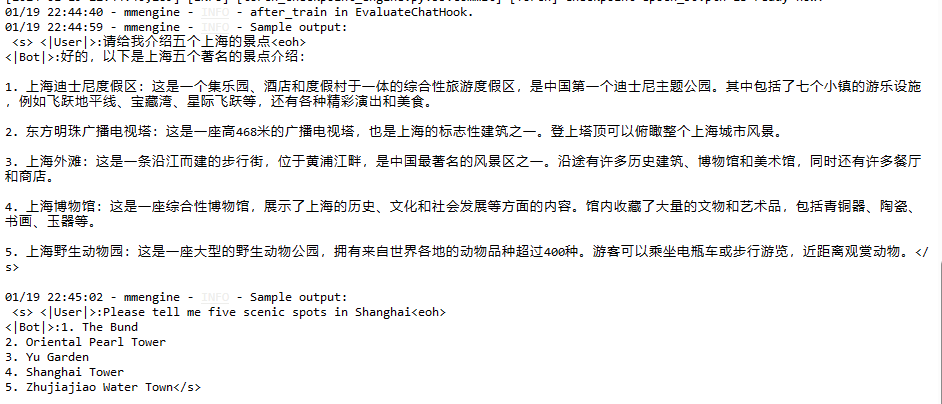 01/19 22:44:40 - mmengine - INFO - after_train in EvaluateChatHook.
01/19 22:44:59 - mmengine - INFO - Sample output:
<s> <|User|>:请给我介绍五个上海的景点<eoh>
<|Bot|>:好的，以下是上海五个著名的景点介绍：
1. 上海迪士尼度假区：这是一个集乐园、酒店和度假村于一体的综合性旅游度假区，是中国第一个迪士尼主题公园。其中包括了七个小镇的游乐设施
，例如飞跃地平线、宝藏湾、星际飞跃等，还有各种精彩演出和美食。
2. 东方明珠广播电视塔：这是一座高468米的广播电视塔，也是上海的标志性建筑之一。登上塔顶可以俯瞰整个上海城市风景。
3. 上海外滩：这是一条沿江而建的步行街，位于黄浦江畔，是中国最著名的风景区之一。沿途有许多历史建筑、博物馆和美术馆，同时还有许多餐厅
和商店。
4. 上海博物馆：这是一座综合性博物馆，展示了上海的历史、文化和社会发展等方面的内容。馆内收藏了大量的文物和艺术品，包括青铜器、陶瓷、
书画、玉器等。
5. 上海野生动物园：这是一座大型的野生动物公园，拥有来自世界各地的动物品种超过400种。游客可以乘坐电瓶车或步行游览，近距离观赏动物。</
s>
01/19 22:45:02 - mmengine - INFO - Sample output:
<s> <|User|>:Please tell me five scenic spots in Shanghai<eoh>
<|Bot|>:1. The Bund
2. Oriental Pearl Tower
3. Yu Garden
4. Shanghai Tower
5. Zhujiajiao Water Town</s>